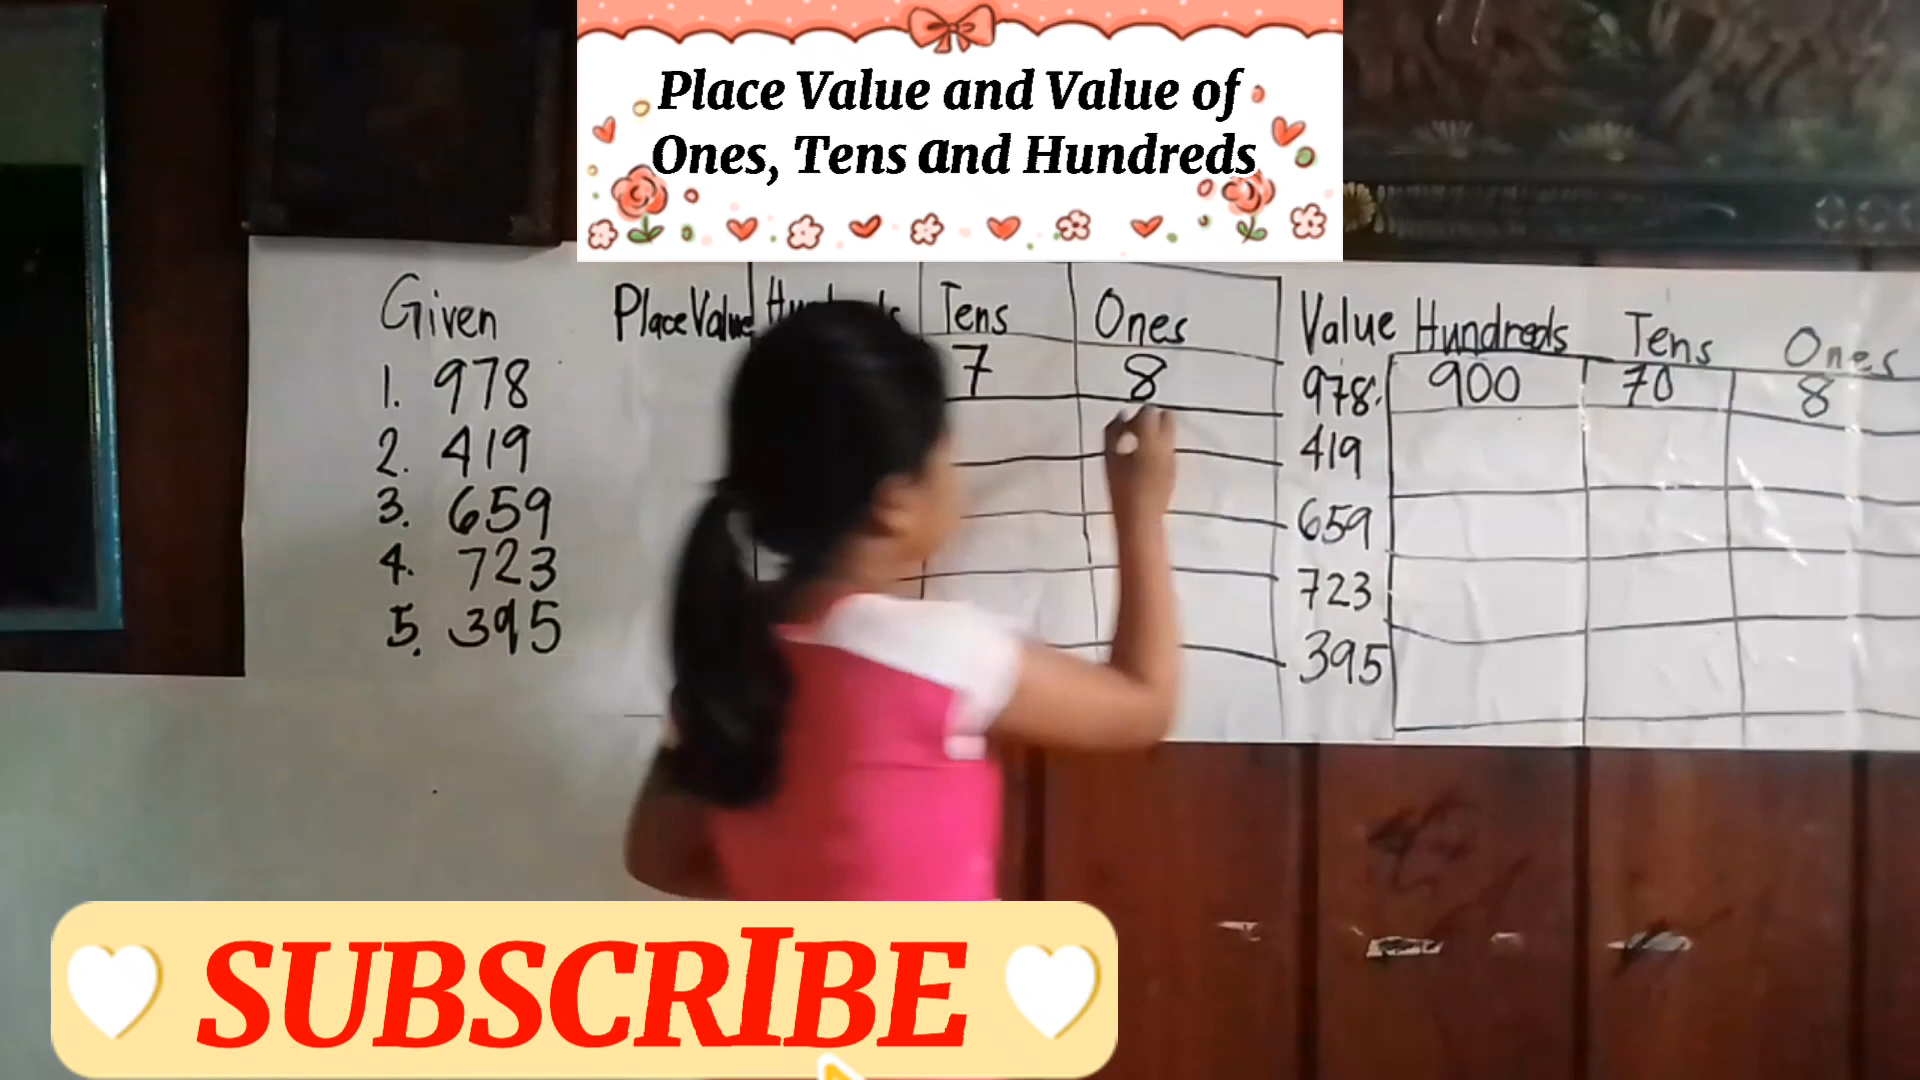 Place Value and Value of
Ones, Tens and Hundreds
Given
1. 978
2. 419
3. 659
4. 723
5. 395
Place Value Tens Ones
7 8
Value Hundreds Tens Ones
978. 900 70 8
419
659
723
395
SUBSCRIBE